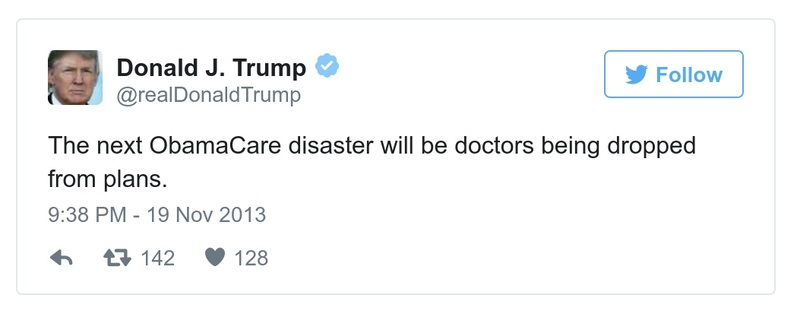 Donald J. Trump
@realDonaldTrump
Follow
The next ObamaCare disaster will be doctors being dropped
from plans.
9:38 PM - 19 Nov 2013
142 128